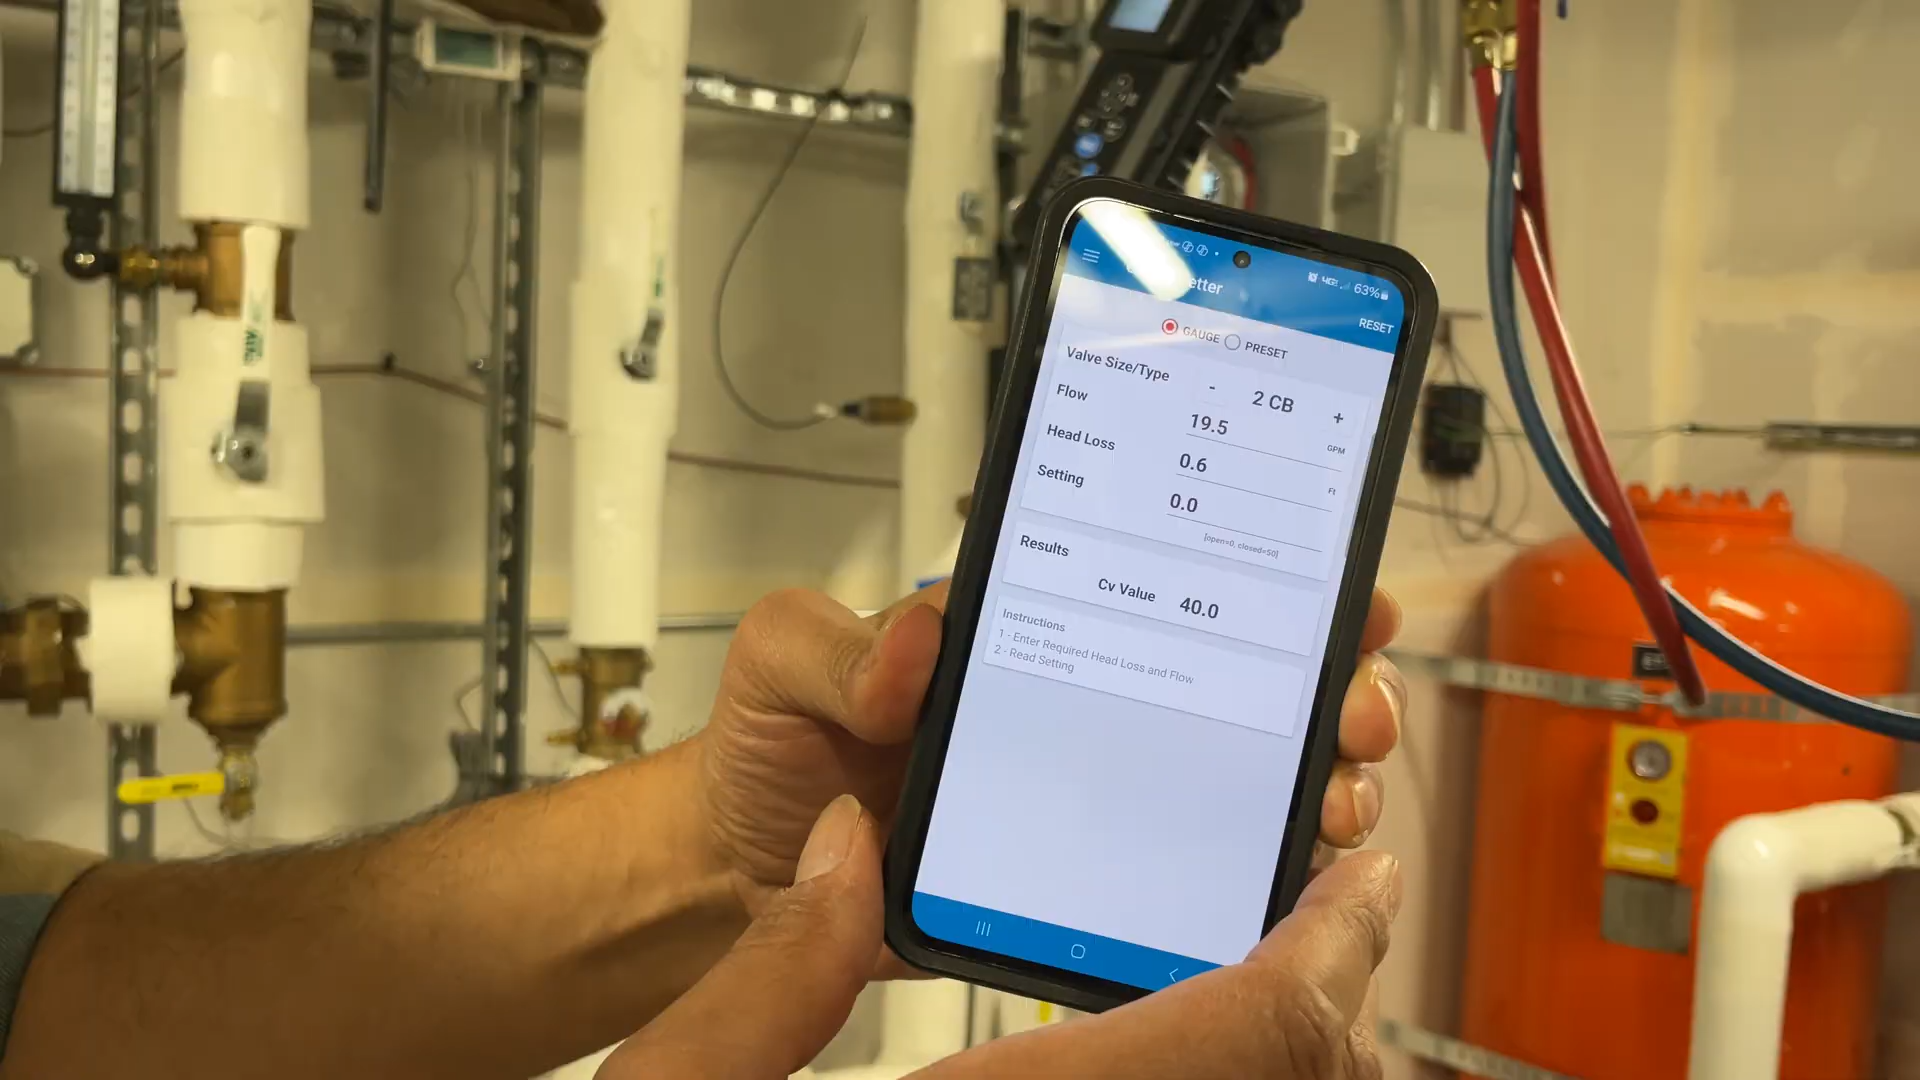 4GE 63%
etter
RESET
GAUGE PRESET
Valve Size/Type - 2 CB +
Flow 19.5 GPM
Head Loss 0.6 Ft
Setting 0.0
[open=0, closed=50]
Results
Cv Value 40.0
Instructions
1 - Enter Required Head Loss and Flow
2 - Read Setting